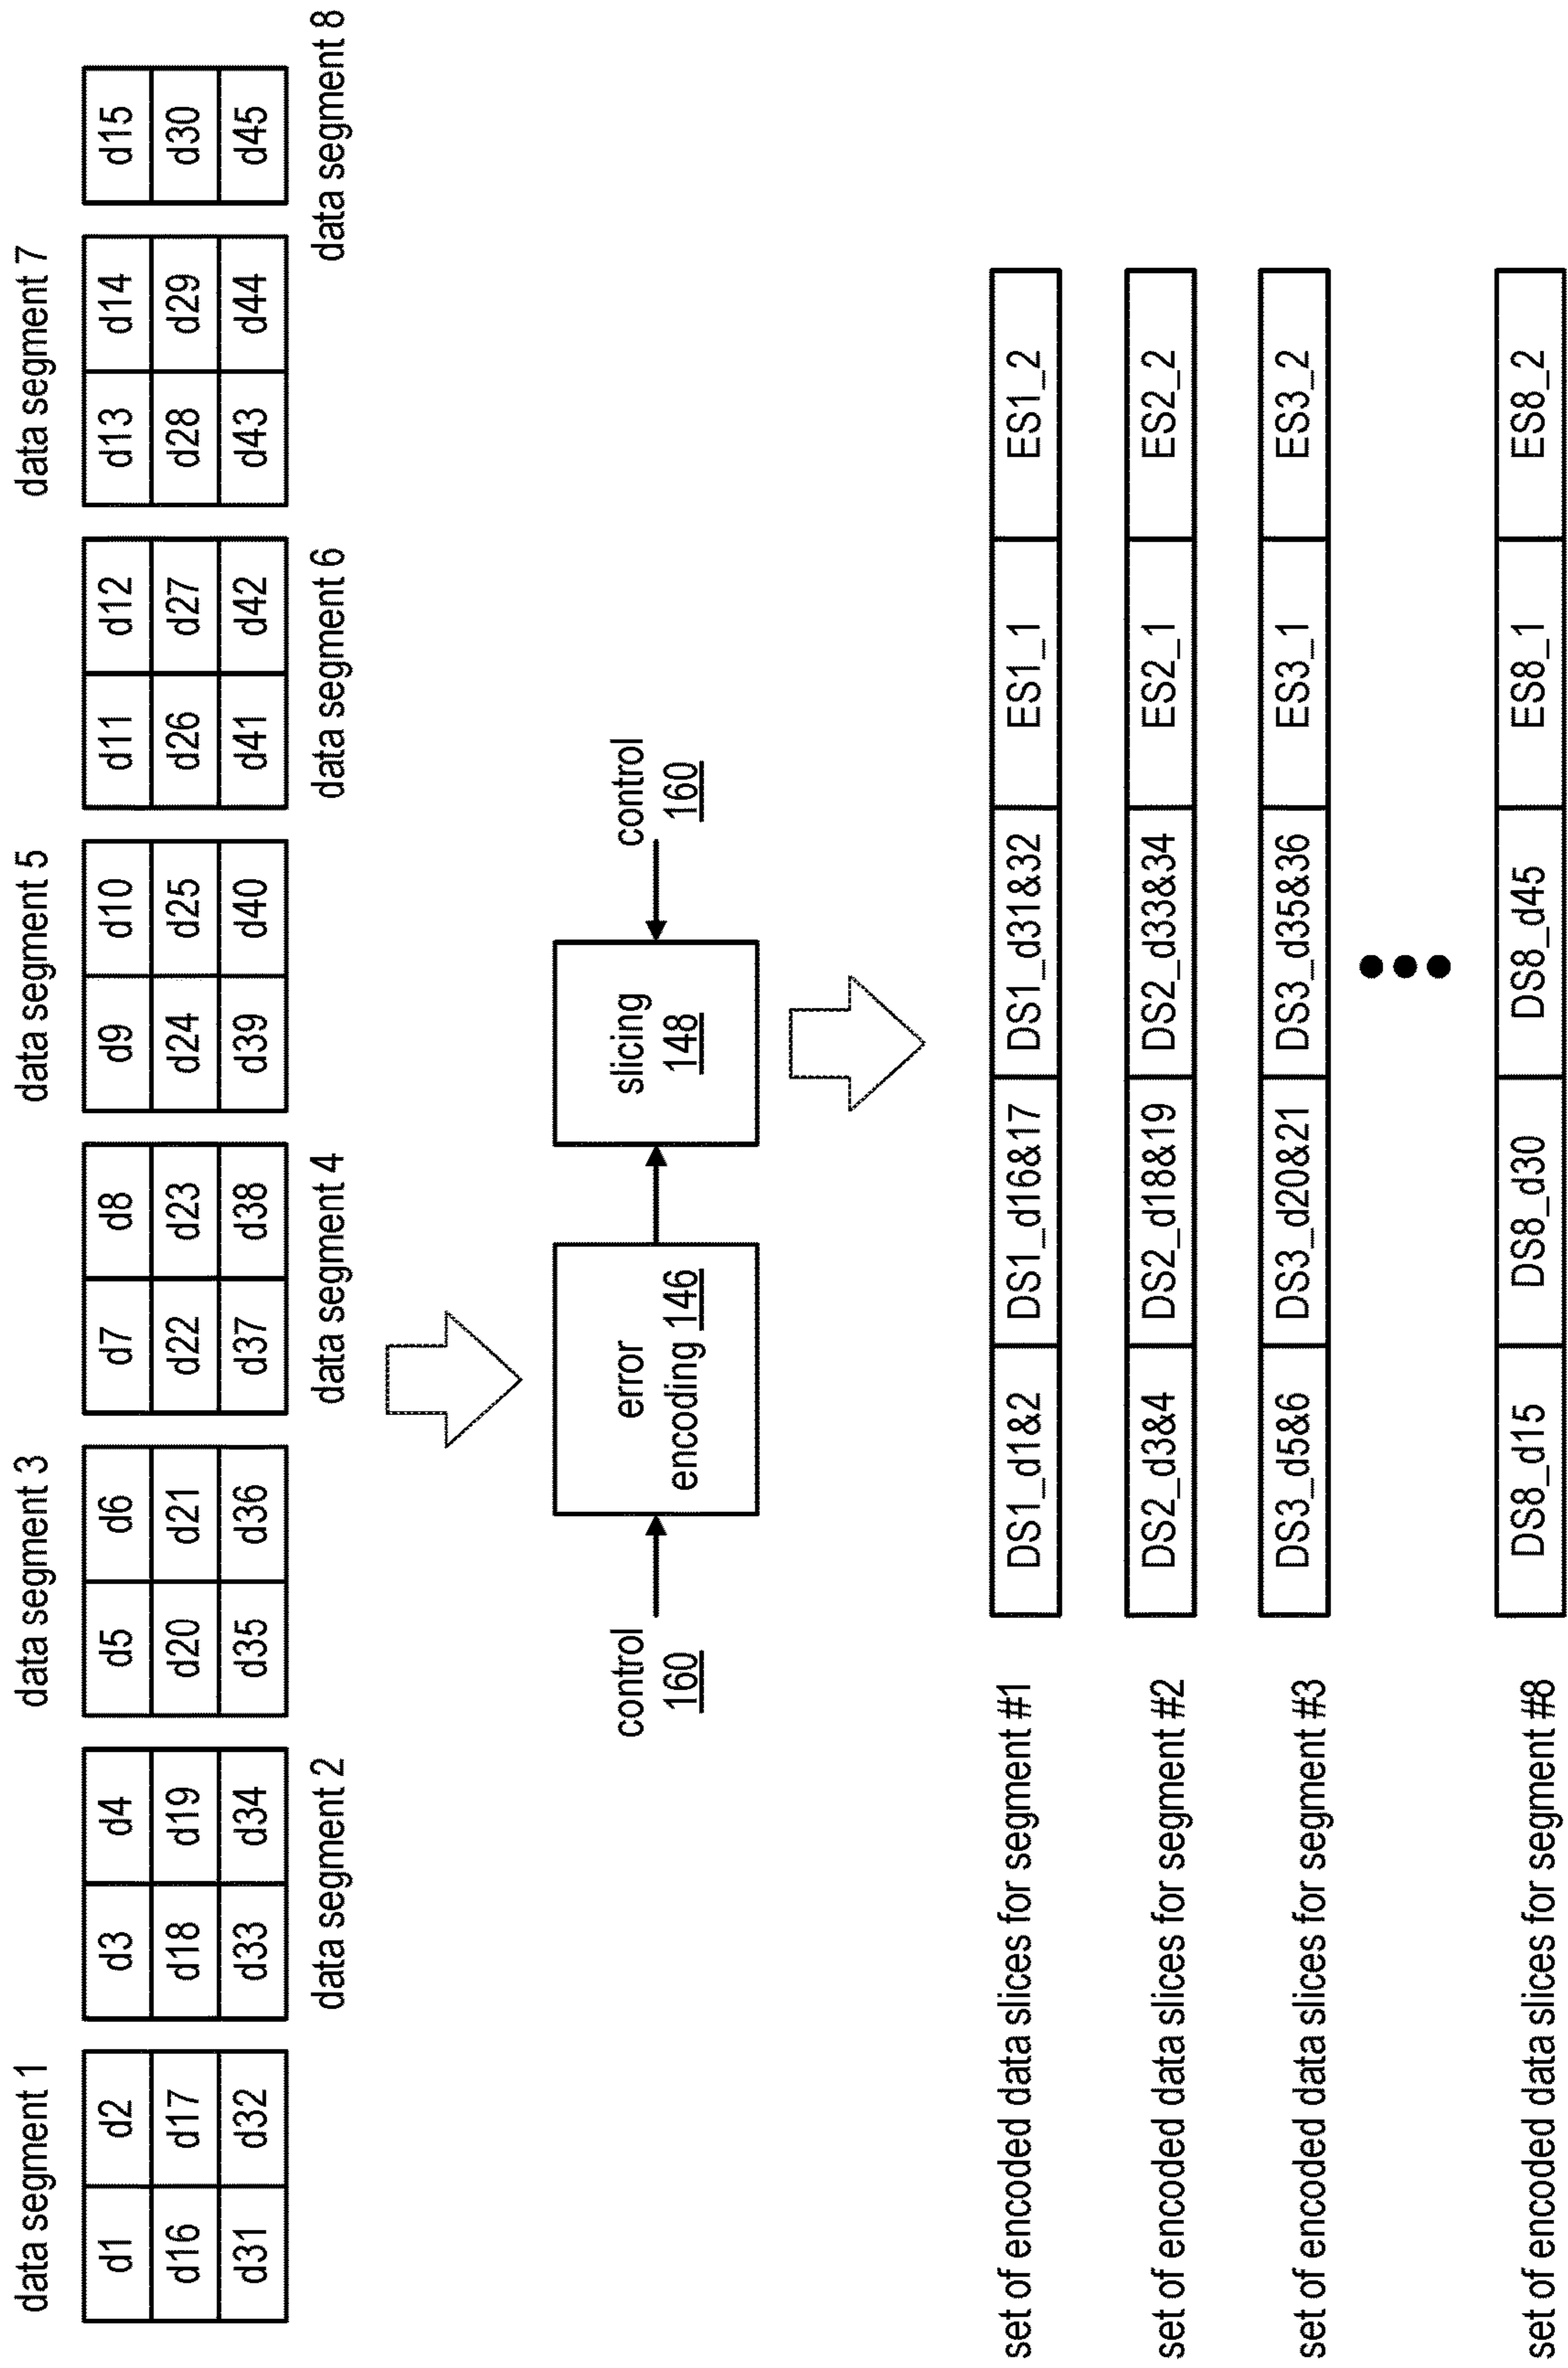 data segment 1
data segment 3
data segment 5
data segment 7
d1 d2 d3 d4 d5 d6 d7 d8 d9 d10 d11 d12 d13 d14 d15
d16 d17 d18 d19 d20 d21 d22 d23 d24 d25 d26 d27 d28 d29 d30
d31 d32 d33 d34 d35 d36 d37 d38 d39 d40 d41 d42 d43 d44 d45
data segment 2
data segment 4
data segment 6
data segment 8
control
160
error
encoding 146
slicing
148
control
160
set of encoded data slices for segment #1 DS1_d1&2 DS1_d16&17 DS1_d31&32 ES1_1 ES1_2
set of encoded data slices for segment #2 DS2_d3&4 DS2_d18&19 DS2_d33&34 ES2_1 ES2_2
set of encoded data slices for segment #3 DS3_d5&6 DS3_d20&21 DS3_d35&36 ES3_1 ES3_2
set of encoded data slices for segment #8 DS8_d15 DS8_d30 DS8_d45 ES8_1 ES8_2